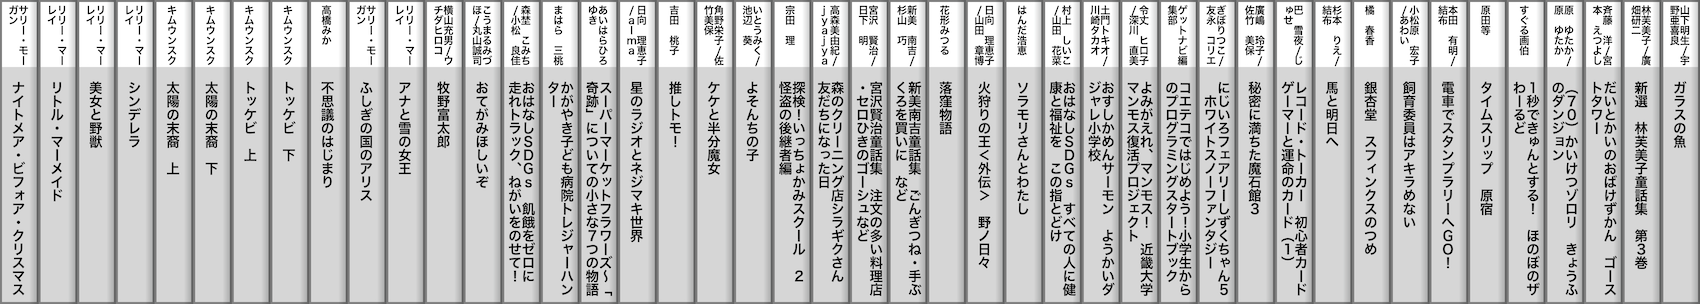 山下明生/宇
野亜喜良
ガラスの魚
林芙美子/廣
畑研二
新選　林芙美子童話集　第３巻
斉藤　洋/宮
本　えつよし
だいとかいのおばけずかん　ゴース
トタワー
原　ゆたか/
原　ゆたか
（７０）かいけつゾロリ　きょうふ
のダンジョン
すぐる画伯
１秒できゅんとする！　ほのぼのザ
わーるど
原田等
タイムスリップ　原宿
本田　有明/
結布
電車でスタンプラリーへＧＯ！
小松原　宏子
/あわい
飼育委員はアキラめない
橘　春香
銀杏堂　スフィンクスのつめ
杉本　りえ/
結布
馬と明日へ
巴　雪夜/し
ゅせ
レコード・トーカー　初心者カード
ゲーマーと運命のカード（１）
廣嶋　玲子/
佐竹　美保
秘密に満ちた魔石館３
ゲットナビ編
集部
コエテコではじめよう－小学生から
のプログラミングスタートブック
ぎぼりつこ/
友永　コリエ
にじいろフェアリーしずくちゃん５
　ホワイトスノーファンタジー
令丈　ヒロ子
/深川　直美
よみがえれ、マンモス！　近畿大学
マンモス復活プロジェクト
土門トキオ/
川崎タカオ
おすしかめんサーモン　ようかいダ
ジャレ小学校
村上　しいこ
/山田　花菜
おはなしＳＤＧｓ　すべての人に健
康と福祉を　この指とどけ
はんだ浩恵
ソラモリさんとわたし
日向　理恵子
/山田　章博
火狩りの王＜外伝＞　野ノ日々
花形みつる
落窪物語
新美　南吉/
杉山　巧
新美南吉童話集　ごんぎつね・手ぶ
くろを買いに　など
宮沢　賢治/
日下　明
宮沢賢治童話集　注文の多い料理店
・セロひきのゴーシュなど
高森美由紀/
ｊｙａｊｙａ
森のクリーニング店シラギクさん
友だちになった日
宗田　理
探検！いっちょかみスクール　２
怪盗の後継者編
いとうみく/
池辺　葵
よそんちの子
角野栄子/佐
竹美保
ケケと半分魔女
吉田　桃子
推しトモ！
日向　理恵子
/ａｍａ
星のラジオとネジマキ世界
あいはらひろ
ゆき
スーパーマーケットフラワーズ～「
奇跡」についての小さな７つの物語
まはら　三桃
かがやき子ども病院トレジャーハン
ター
森埜　こみち
/小松　良佳
おはなしＳＤＧｓ　飢餓をゼロに
走れトラック、ねがいをのせて！
こうまるみづ
ほ/丸山誠司
おてがみほしいぞ
横山充男/ウ
チダヒロコ
牧野富太郎
リリー・マー
レイ
アナと雪の女王
サリー・モー
ガン
ふしぎの国のアリス
高橋みか
不思議のはじまり
キムウンスク
トッケビ　下
キムウンスク
トッケビ　上
キムウンスク
太陽の末裔　下
キムウンスク
太陽の末裔　上
リリー・マー
レイ
シンデレラ
リリー・マー
レイ
美女と野獣
リリー・マー
レイ
リトル・マーメイド
サリー・モー
ガン
ナイトメア・ビフォア・クリスマス